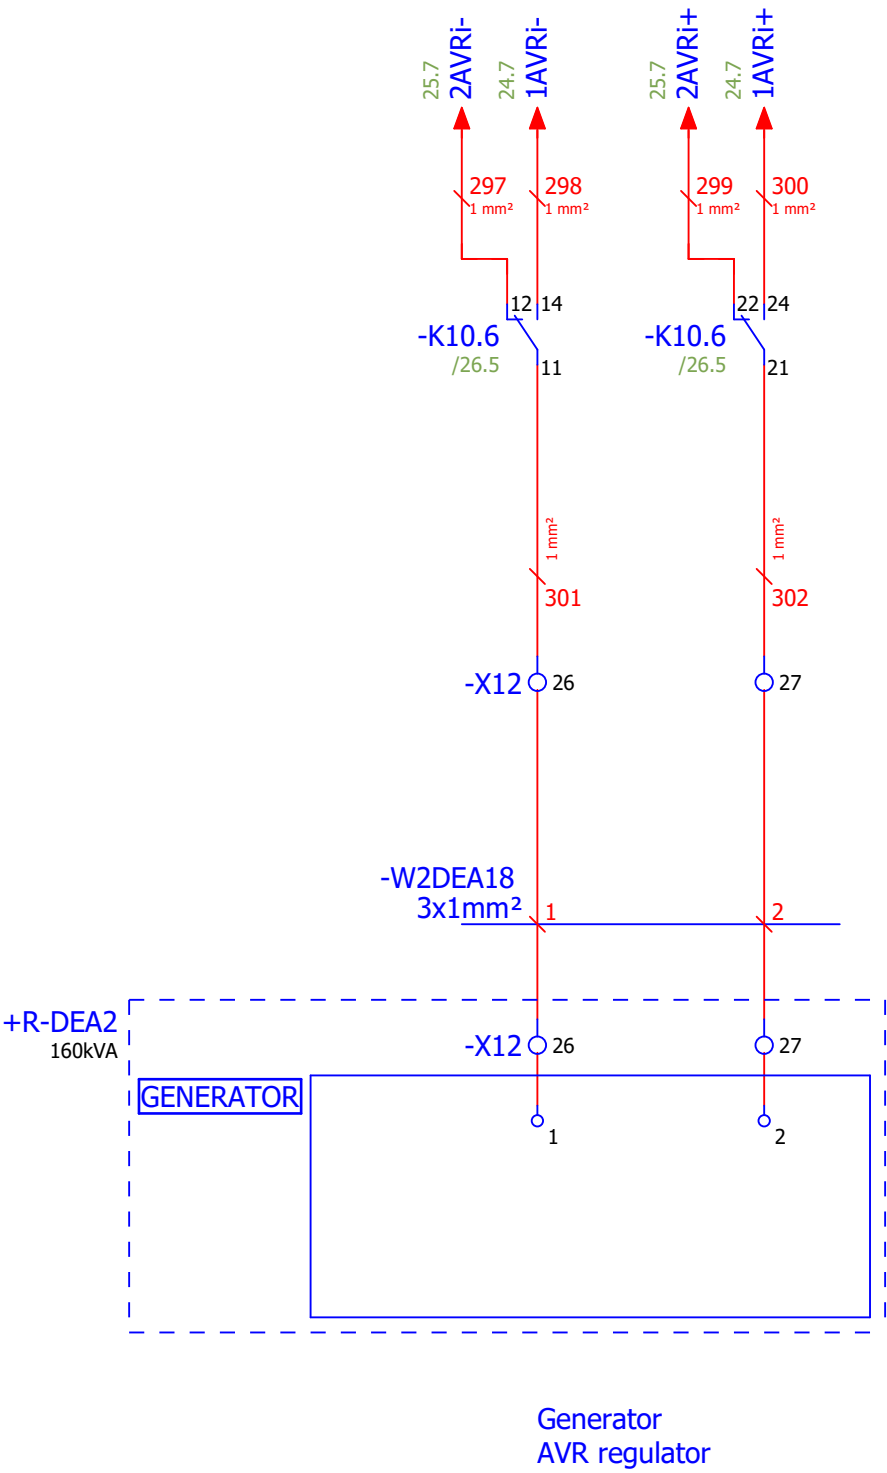 25.7
2AVRi-
24.7
1AVRi-
25.7
2AVRi+
24.7
1AVRi+
297
1 mm²
298
1 mm²
299
1 mm²
300
1 mm²
12
14
-K10.6
/26.5
11
22
24
-K10.6
/26.5
21
1 mm²
301
1 mm²
302
-X12
26
27
-W2DEA18
3x1mm²
1
2
+R-DEA2
160kVA
-X12
26
27
GENERATOR
1
2
Generator
AVR regulator